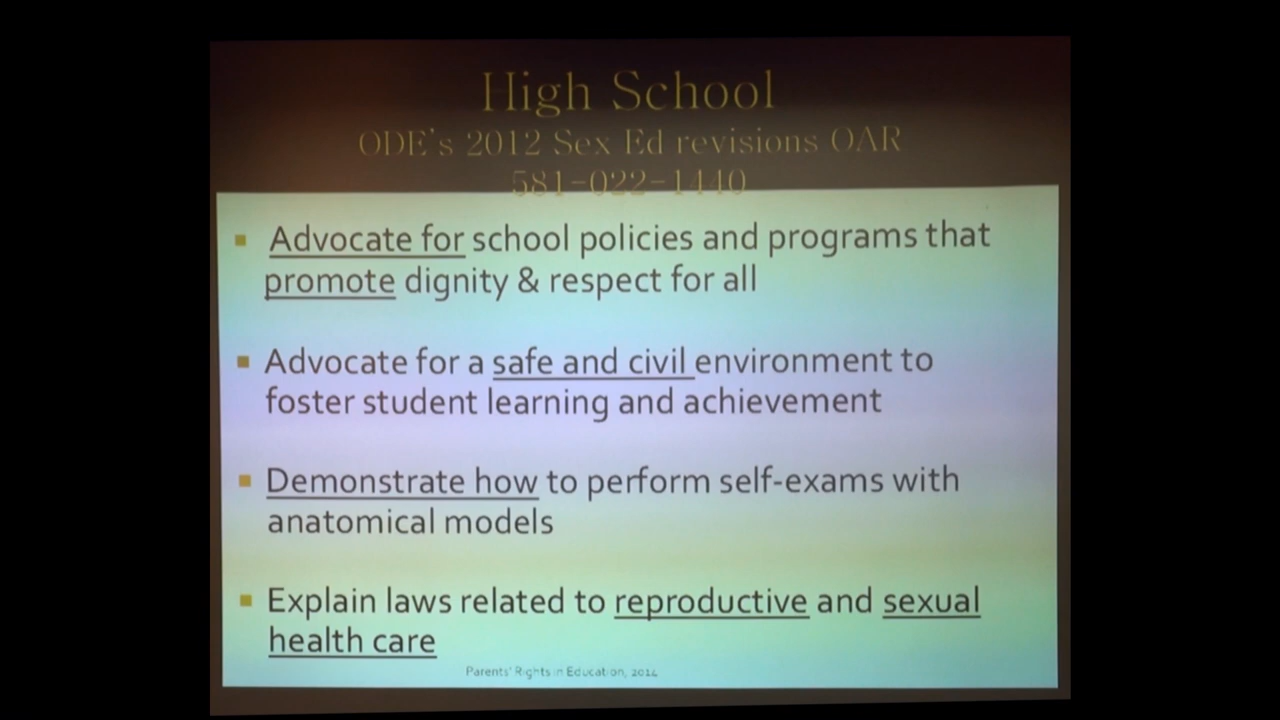 High School
ODE's 2012 Sex Ed revisions OAR
581-022-1440
Advocate for school policies and programs that
promote dignity & respect for all
Advocate for a safe and civil environment to
foster student learning and achievement
Demonstrate how to perform self-exams with
anatomical models
Explain laws related to reproductive and sexual
health care
Parents' Rights in Education, 2014